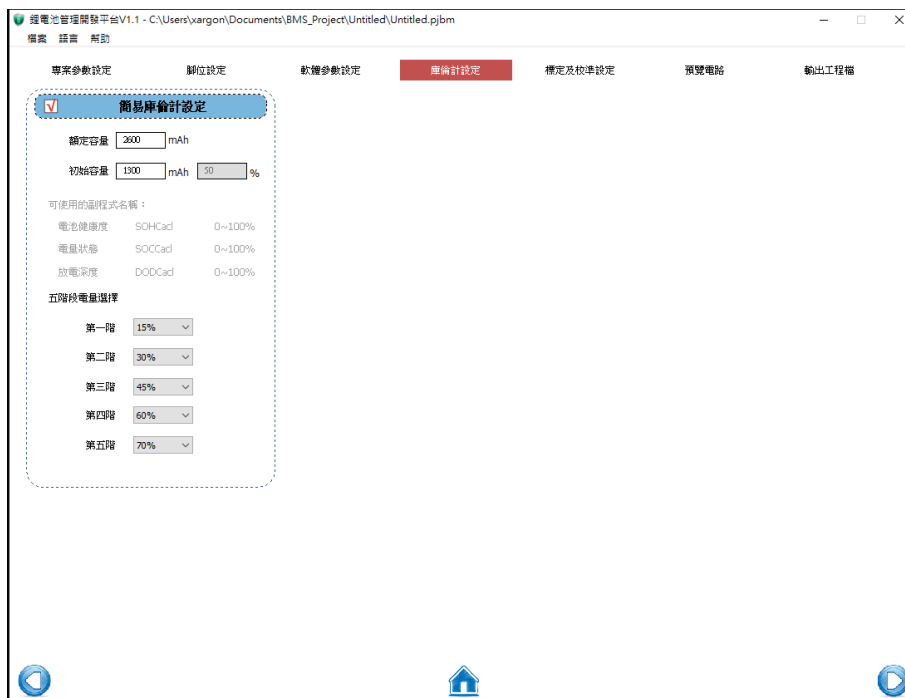 鋰電池管理開發平台V1.1 - C:\Users\xargon\Documents\BMS_Project\Untitled\Untitled.pjbm
檔案 語言 幫助
專案參數設定 腳位設定 軟體參數設定 庫倫計設定 標定及校準設定 預覽電路 輸出工程檔
簡易庫倫計設定
額定容量 2600 mAh
初始容量 1300 mAh 50 %
可使用的副程式名稱：
電池健康度 SOHCacl 0~100%
電量狀態 SOCCacl 0~100%
放電深度 DODCacl 0~100%
五階段電量選擇
第一階 15%
第二階 30%
第三階 45%
第四階 60%
第五階 70%